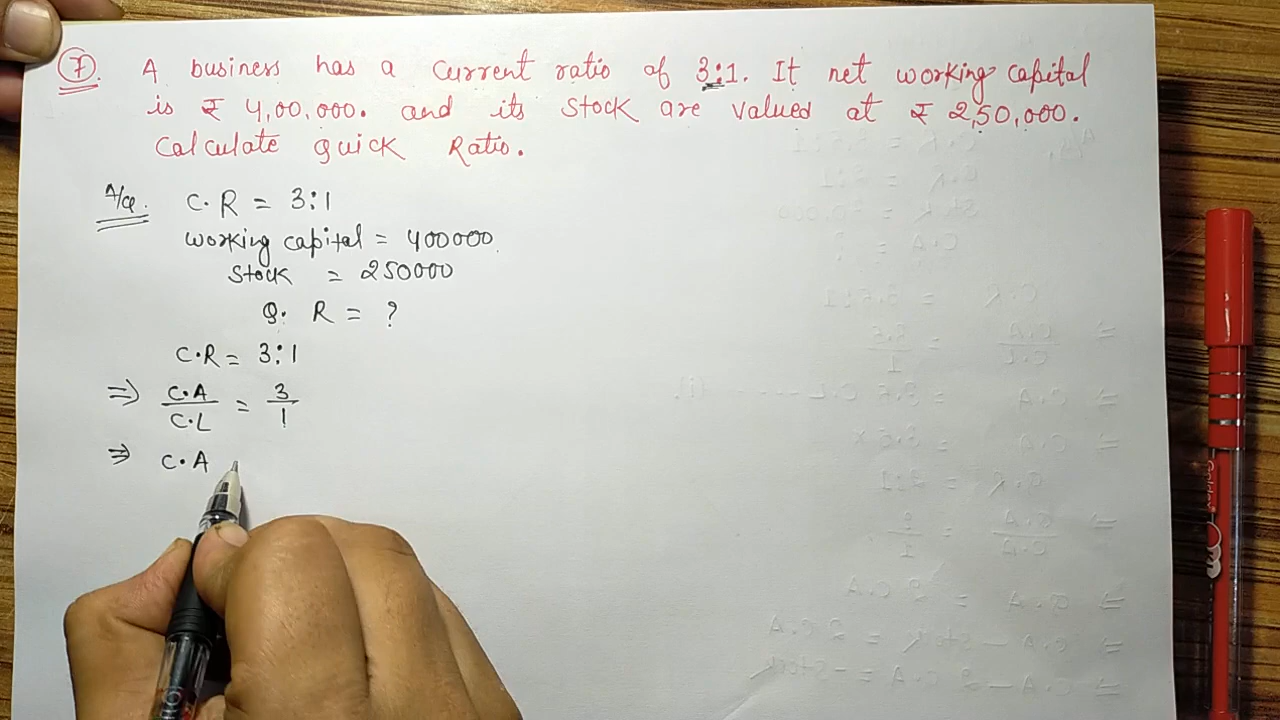 7. A business has a current ratio of 3:1. It net working capital
is ₹ 4,00,000. and its stock are valued at ₹ 2,50,000.
Calculate quick Ratio.
A/q. C.R = 3:1
Working capital = 400000.
Stock = 250000
Q. R = ?
C.R = 3:1
⇒ C.A/C.L = 3/1
⇒ C.A